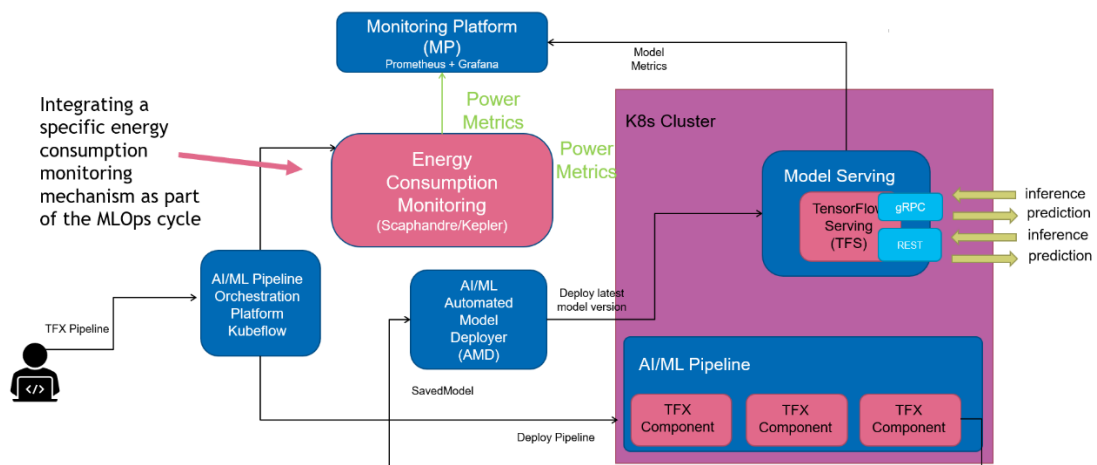 Monitoring Platform
(MP)
Prometheus + Grafana
Model
Metrics
Integrating a
specific energy
consumption
monitoring
mechanism as part
of the MLOps cycle
Power
Metrics
Energy
Consumption
Monitoring
(Scaphandre/Kepler)
Power
Metrics
K8s Cluster
Model Serving
TensorFlow
Serving
(TFS)
gRPC
REST
inference
prediction
inference
prediction
AI/ML Pipeline
Orchestration
Platform
Kubeflow
TFX Pipeline
</>
AI/ML
Automated
Model
Deployer
(AMD)
Deploy latest
model version
SavedModel
Deploy Pipeline
AI/ML Pipeline
TFX
Component
TFX
Component
TFX
Component